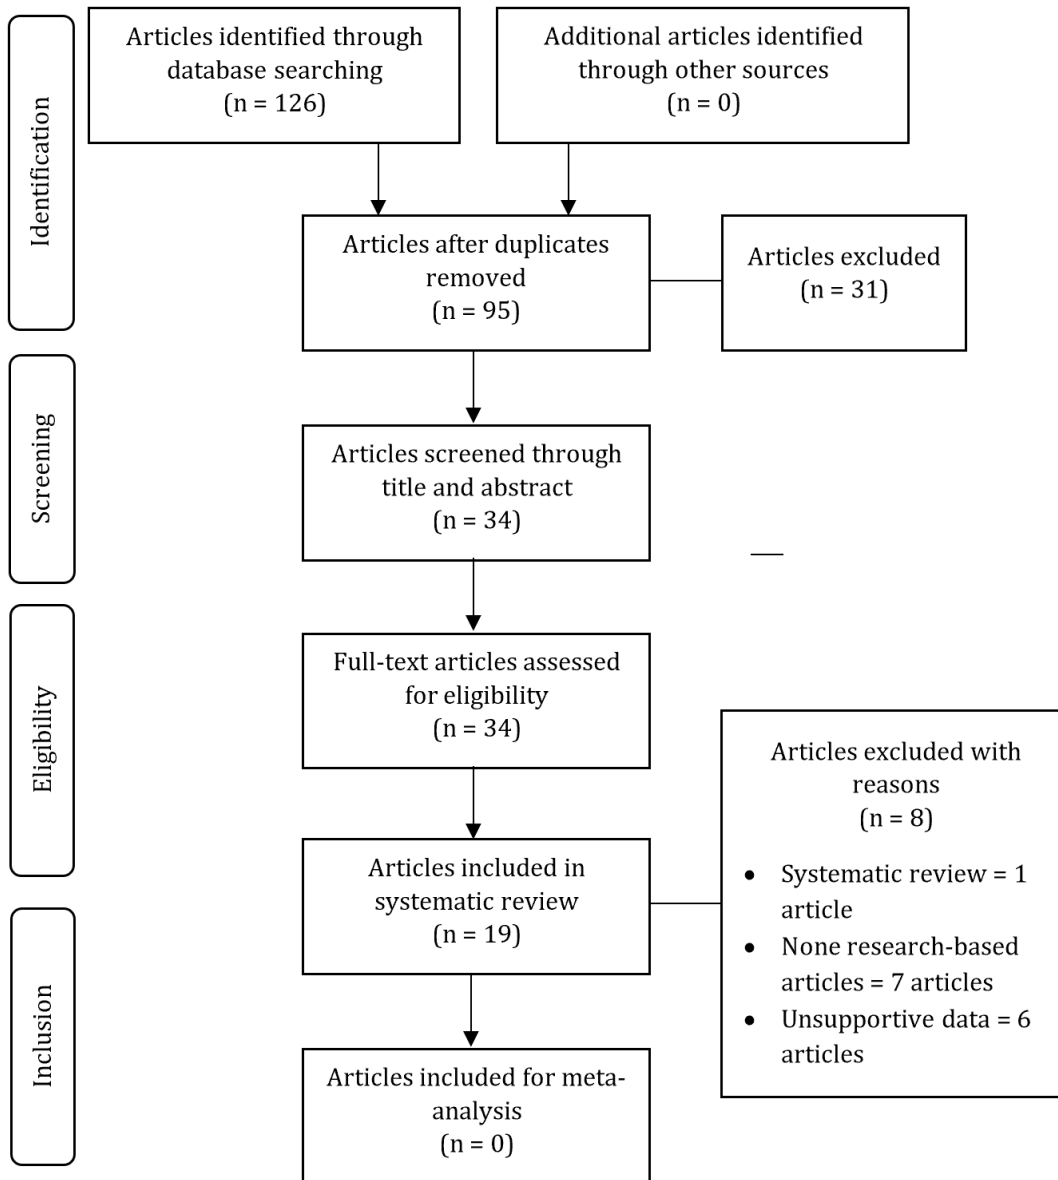 Identification
Articles identified through
database searching
(n = 126)
Additional articles identified
through other sources
(n = 0)
Articles after duplicates
removed
(n = 95)
Articles excluded
(n = 31)
Screening
Articles screened through
title and abstract
(n = 34)
Eligibility
Full-text articles assessed
for eligibility
(n = 34)
Articles excluded with
reasons
(n = 8)
• Systematic review = 1
article
• None research-based
articles = 7 articles
• Unsupportive data = 6
articles
Articles included in
systematic review
(n = 19)
Inclusion
Articles included for meta-
analysis
(n = 0)